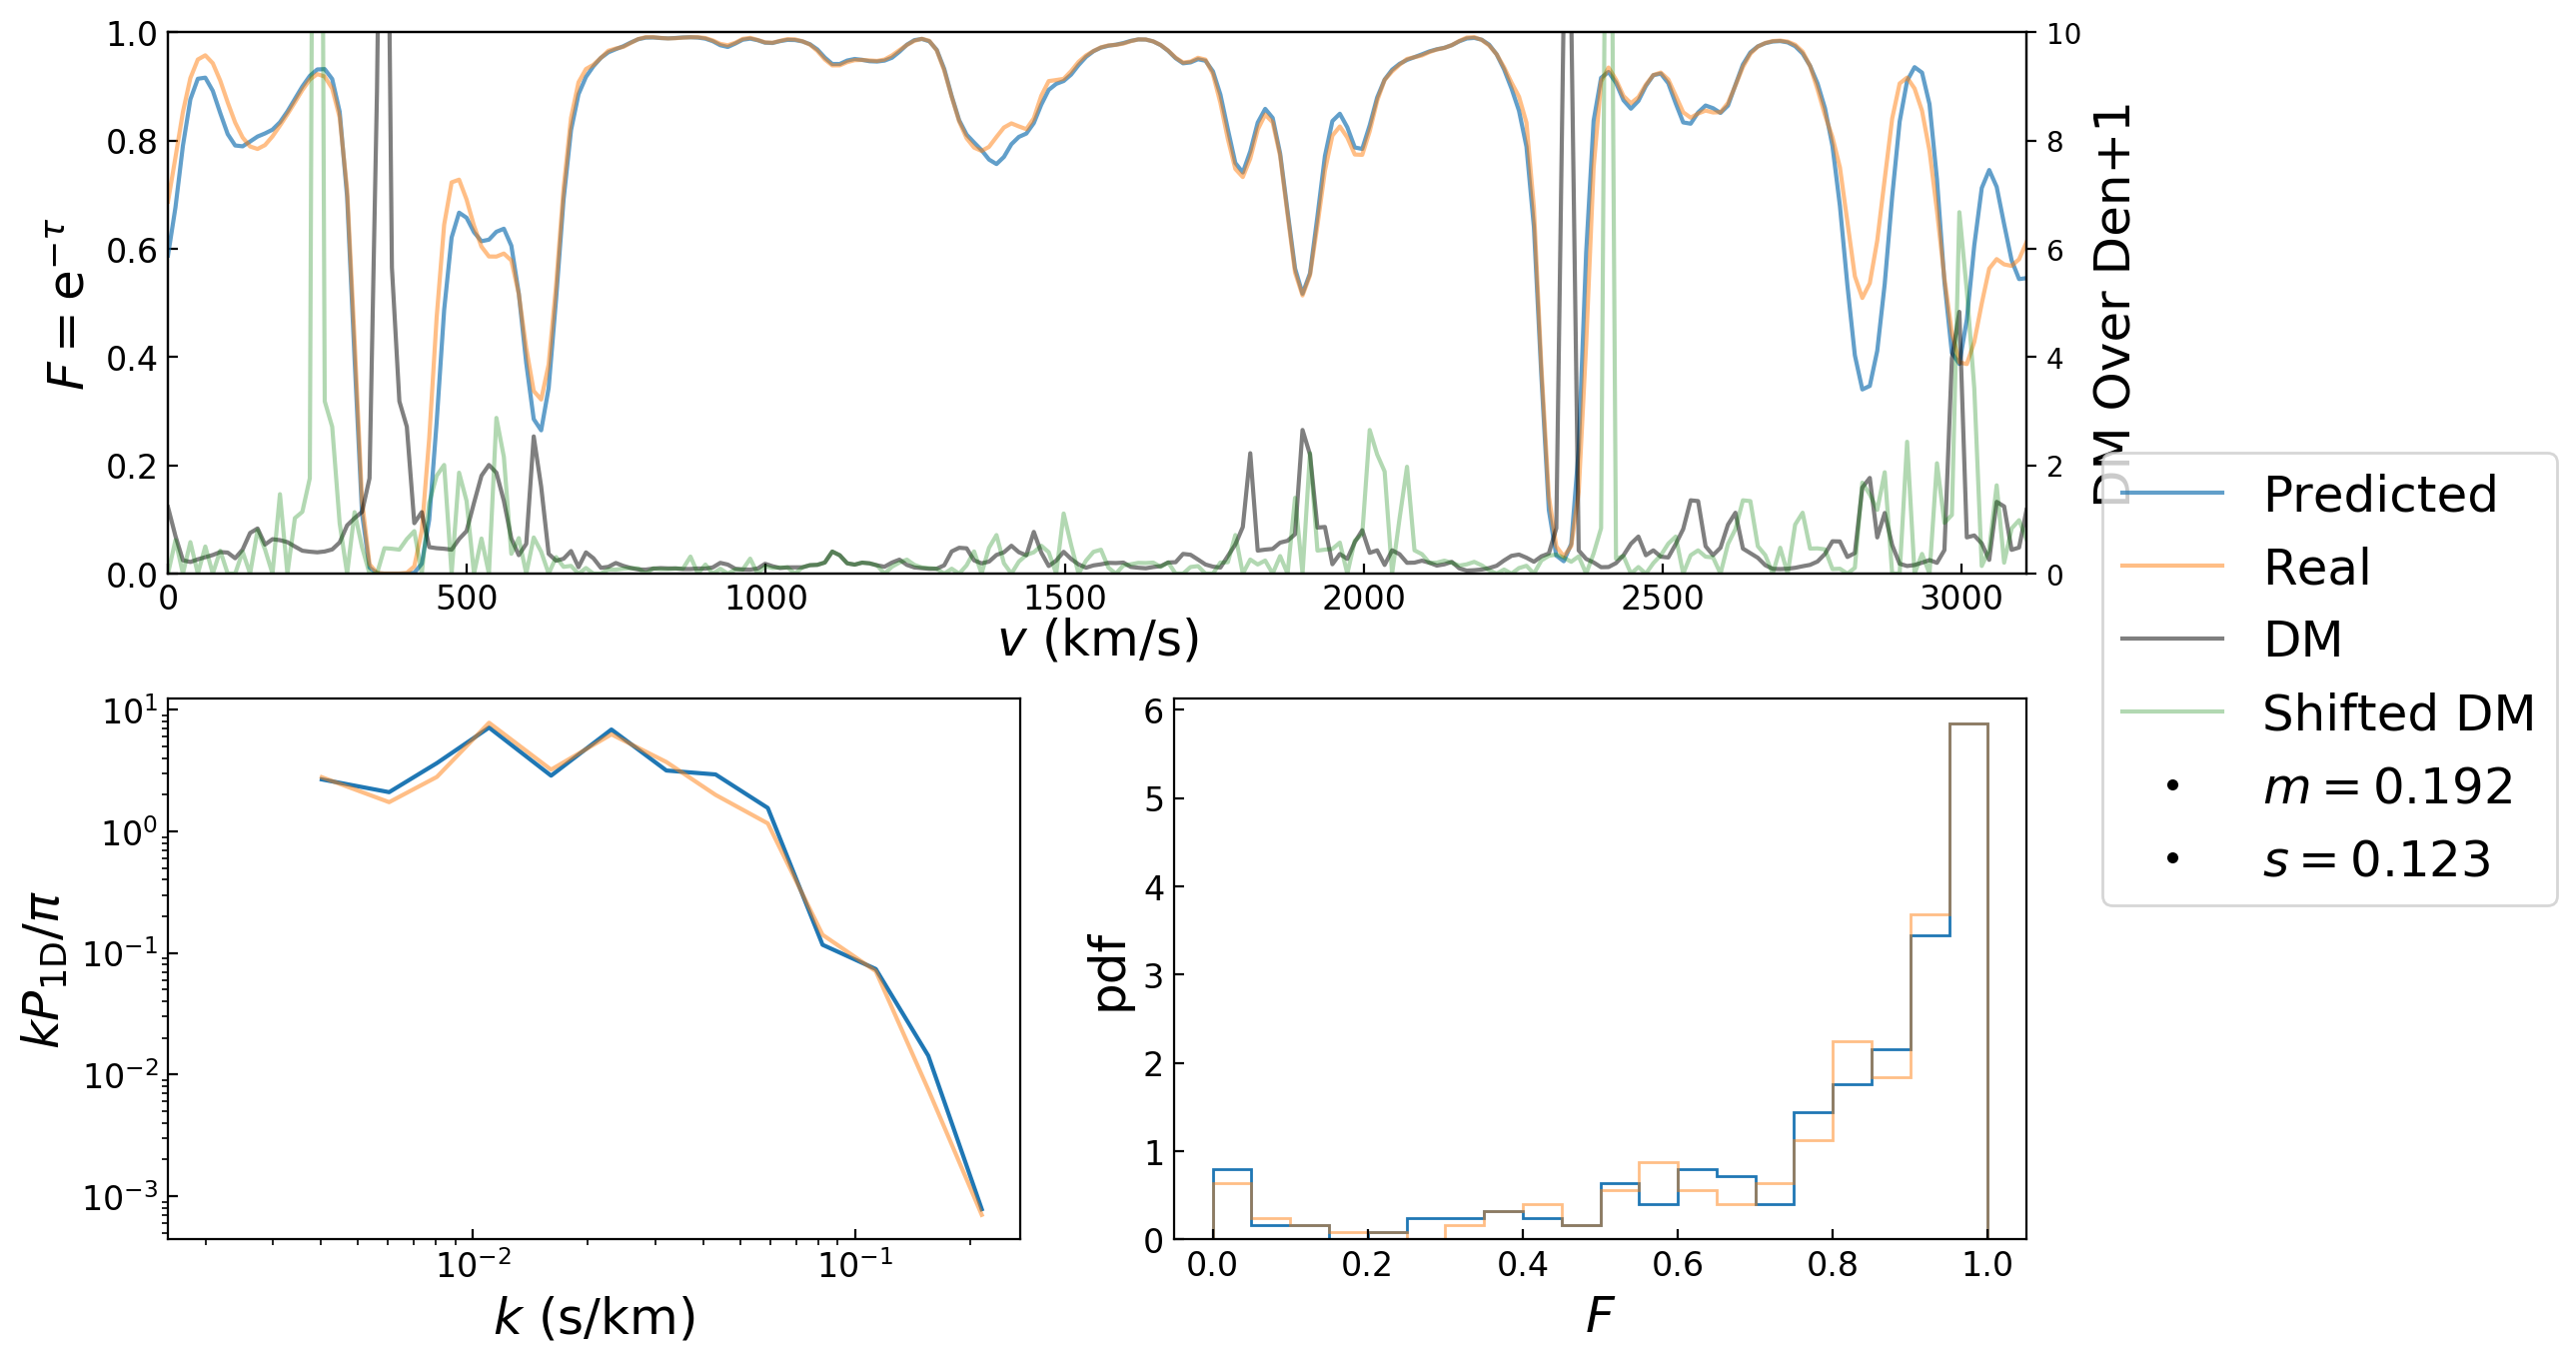 1.0
0.8
0.6
0.4
0.2
0.0
F = e^{-τ}
10
8
6
4
2
0
DM Over Den+1
0 500 1000 1500 2000 2500 3000
v (km/s)
Predicted
Real
DM
Shifted DM
m = 0.192
s = 0.123
10^1
10^0
10^{-1}
10^{-2}
10^{-3}
kP_{1D}/π
10^{-2} 10^{-1}
k (s/km)
6
5
4
3
2
1
0
pdf
0.0 0.2 0.4 0.6 0.8 1.0
F